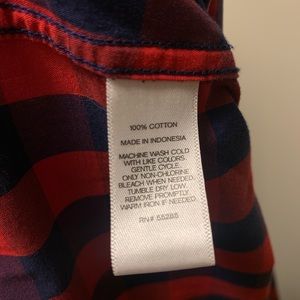 100% COTTON
MADE IN INDONESIA
MACHINE WASH COLD
WITH LIKE COLORS.
GENTLE CYCLE.
ONLY NON-CHLORINE
BLEACH WHEN NEEDED.
TUMBLE DRY LOW.
REMOVE PROMPTLY
WARM IRON IF NEEDED.
RN# 55285